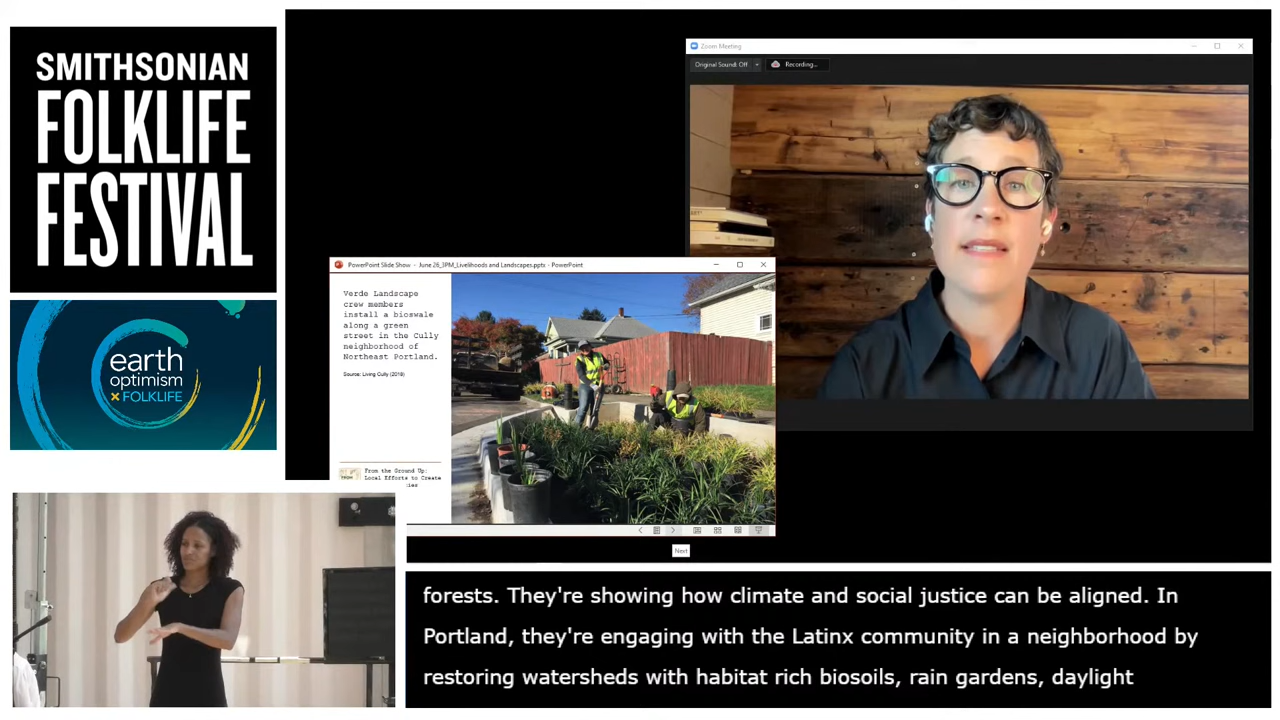 SMITHSONIAN
FOLKLIFE
FESTIVAL
earth
optimism
× FOLKLIFE
Zoom Meeting
Original Sound: Off
Recording...
PowerPoint Slide Show - June 26_3PM_Livelihoods and Landscapes.pptx - PowerPoint
Verde Landscape
crew members
install a bioswale
along a green
street in the Cully
neighborhood of
Northeast Portland.
Source: Living Cully (2018)
From the Ground Up:
Local Efforts to Create
Next
forests. They're showing how climate and social justice can be aligned. In
Portland, they're engaging with the Latinx community in a neighborhood by
restoring watersheds with habitat rich biosoils, rain gardens, daylight